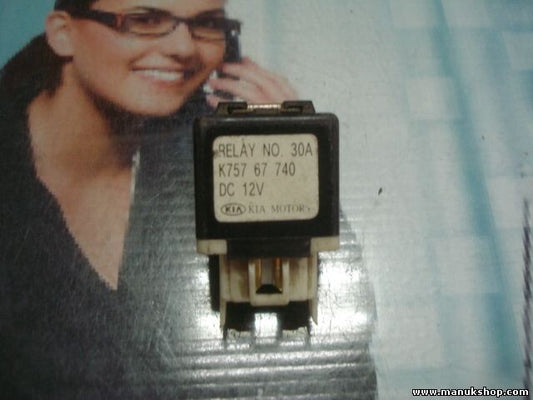 RELAY NO. 30A
K757 67 740
DC 12V
KIA KIA MOTORS
www.manukshop.com